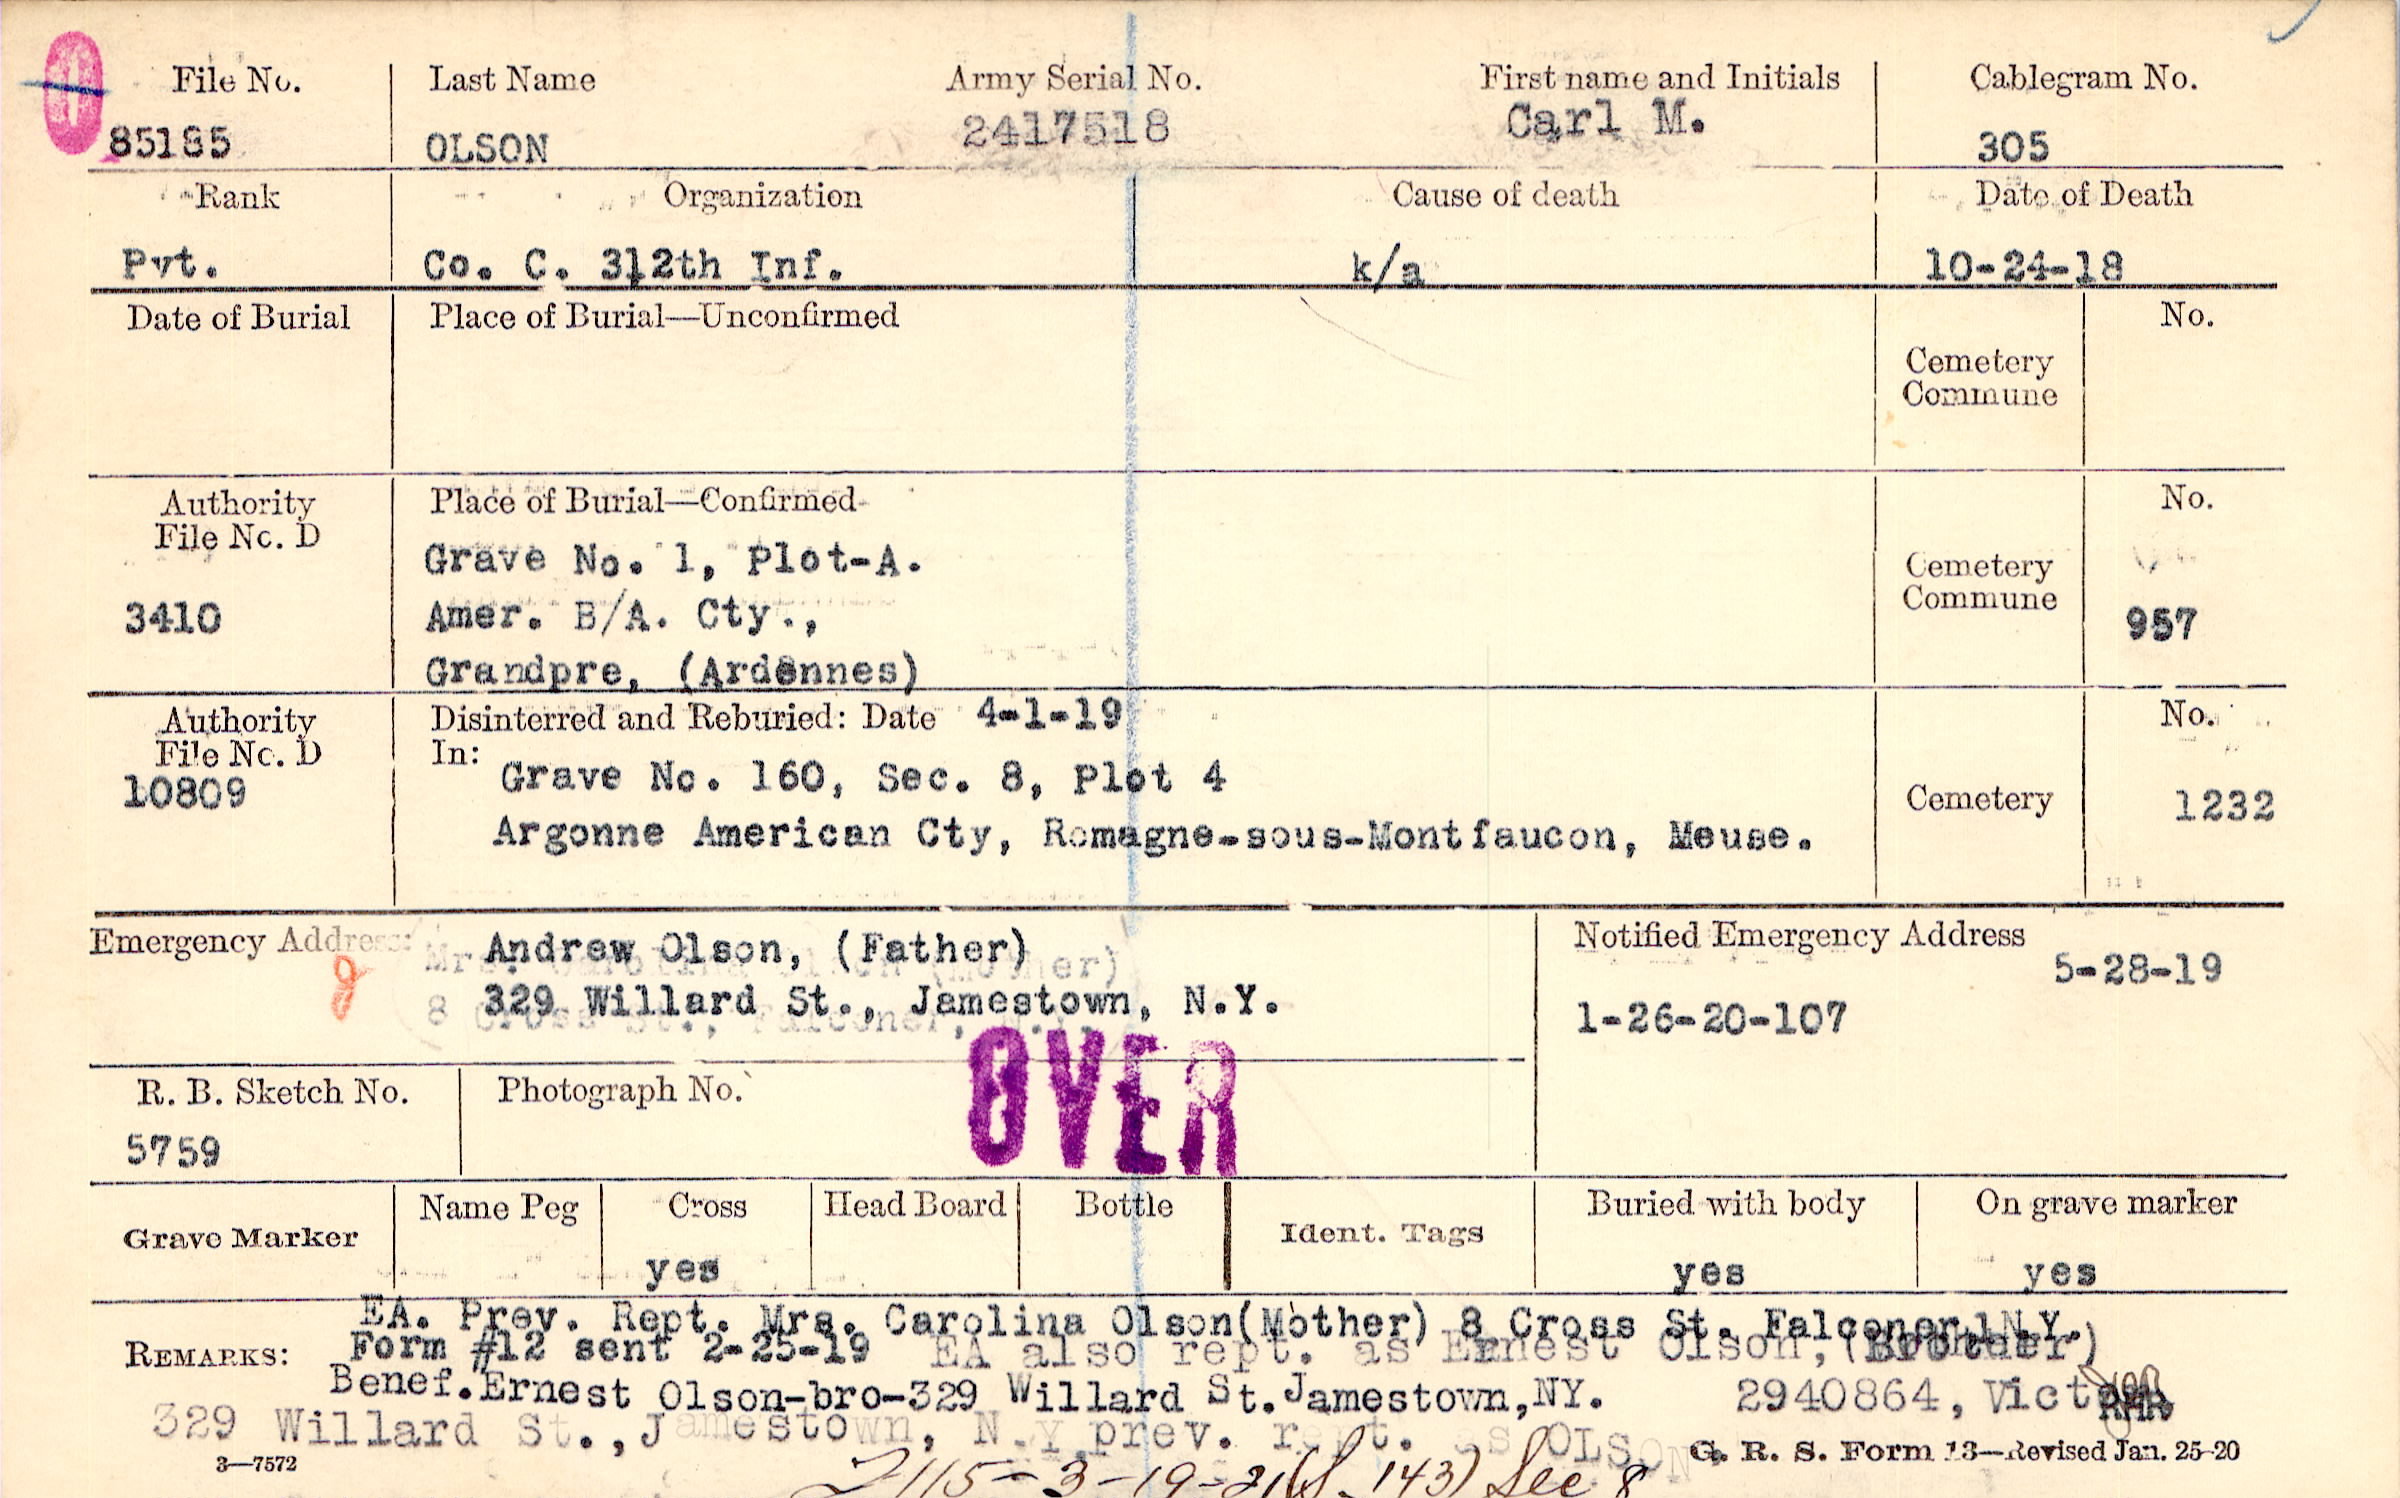 File No. Last Name Army Serial No. First name and Initials Cablegram No.
85185 OLSON 2417518 Carl M. 305
Rank Organization Cause of death Date of Death
Pvt. Co. C. 312th Inf. k/a 10-24-18
Date of Burial Place of Burial—Unconfirmed No.
Cemetery
Commune
Authority Place of Burial—Confirmed No.
File No. D
Grave No. 1, Plot-A.
Cemetery
Commune
3410 Amer. B/A. Cty., 957
Grandpre, (Ardennes)
Authority Disinterred and Reburied: Date 4-1-19 No.
File No. D In:
10809 Grave No. 160, Sec. 8, Plot 4 Cemetery 1232
Argonne American Cty, Romagne-sous-Montfaucon, Meuse.
Emergency Address: Andrew Olson, (Father) Notified Emergency Address
5-28-19
8 329 Willard St., Jamestown, N.Y. 1-26-20-107
OVER
R. B. Sketch No. Photograph No.
5759
Grave Marker Name Peg Cross Head Board Bottle Ident. Tags Buried with body On grave marker
yes yes yes
EA. Prev. Rept. Mrs. Carolina Olson(Mother) 8 Cross St. Falconer, N.Y.
REMARKS: Form #12 sent 2-25-19 EA also rept. as Ernest Olson, (Brother)
Benef. Ernest Olson-bro-329 Willard St. Jamestown, NY. 2940864, Victor
329 Willard St., Jamestown, N.Y. prev. rept. as OLSON
3—7572 G. R. S. Form 13—Revised Jan. 25-20
See 8